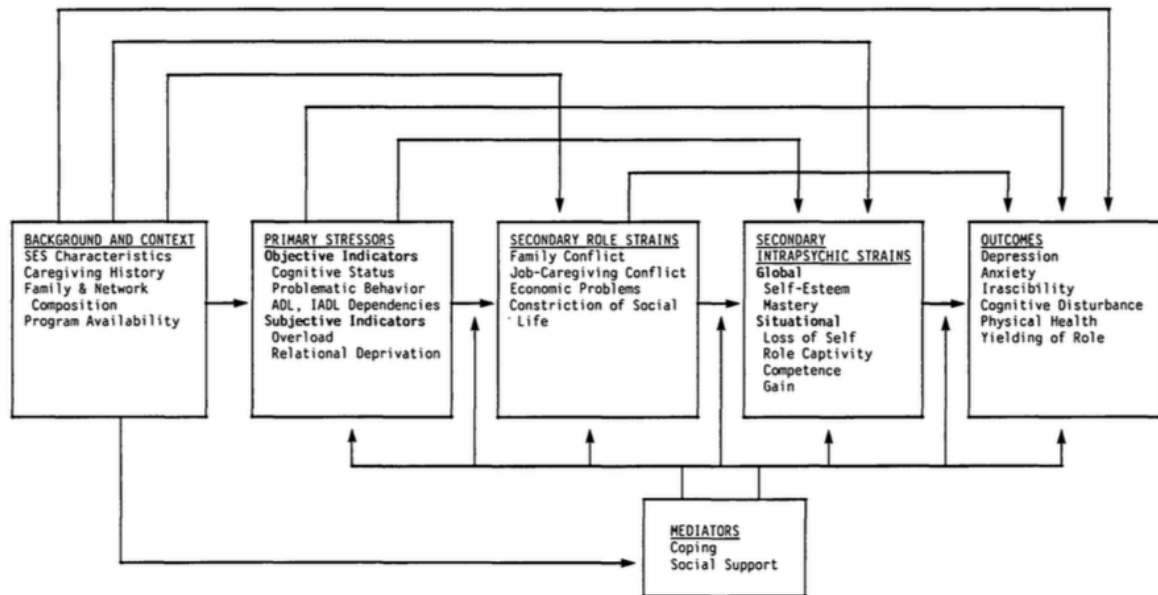 BACKGROUND AND CONTEXT
SES Characteristics
Caregiving History
Family & Network
Composition
Program Availability
PRIMARY STRESSORS
Objective Indicators
Cognitive Status
Problematic Behavior
ADL, IADL Dependencies
Subjective Indicators
Overload
Relational Deprivation
SECONDARY ROLE STRAINS
Family Conflict
Job-Caregiving Conflict
Economic Problems
Constriction of Social
Life
SECONDARY
INTRAPSYCHIC STRAINS
Global
Self-Esteem
Mastery
Situational
Loss of Self
Role Captivity
Competence
Gain
OUTCOMES
Depression
Anxiety
Irascibility
Cognitive Disturbance
Physical Health
Yielding of Role
MEDIATORS
Coping
Social Support